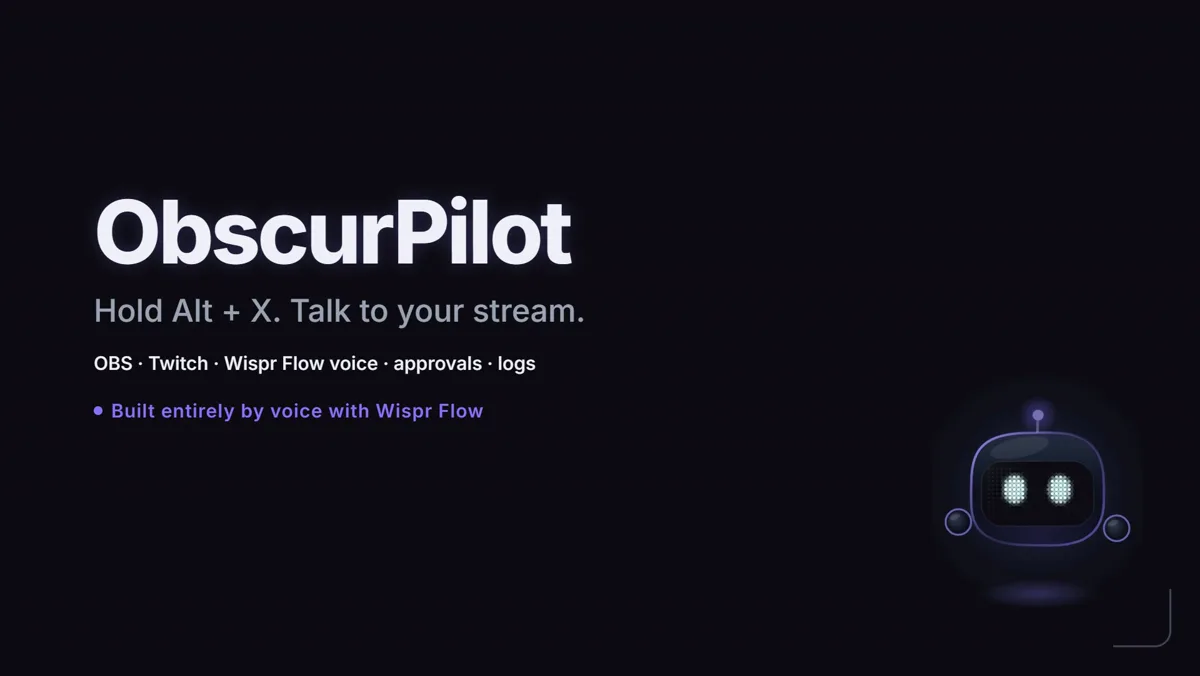 ObscurPilot
Hold Alt + X. Talk to your stream.
OBS · Twitch · Wispr Flow voice · approvals · logs
Built entirely by voice with Wispr Flow